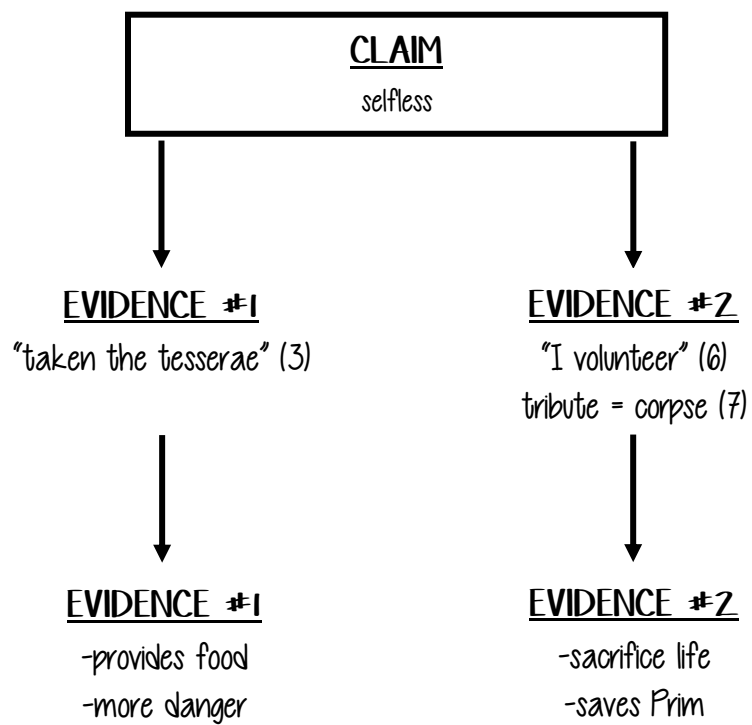 CLAIM
selfless
EVIDENCE #1
"taken the tesserae" (3)
EVIDENCE #2
"I volunteer" (6)
tribute = corpse (7)
EVIDENCE #1
-provides food
-more danger
EVIDENCE #2
-sacrifice life
-saves Prim